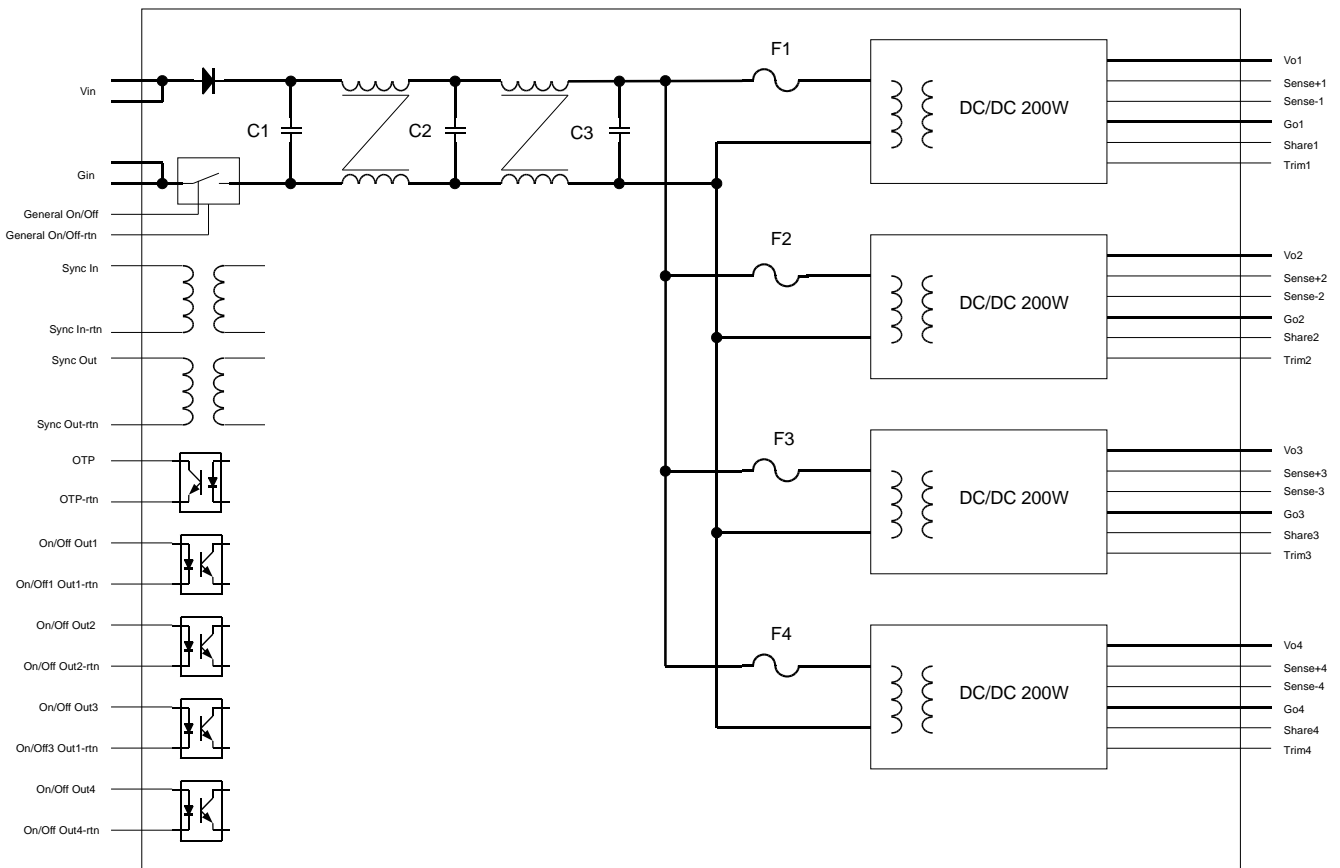 Vin
Gin
General On/Off
General On/Off-rtn
Sync In
Sync In-rtn
Sync Out
Sync Out-rtn
OTP
OTP-rtn
On/Off Out1
On/Off1 Out1-rtn
On/Off Out2
On/Off Out2-rtn
On/Off Out3
On/Off3 Out1-rtn
On/Off Out4
On/Off Out4-rtn
C1
C2
C3
F1
DC/DC 200W
Vo1
Sense+1
Sense-1
Go1
Share1
Trim1
F2
DC/DC 200W
Vo2
Sense+2
Sense-2
Go2
Share2
Trim2
F3
DC/DC 200W
Vo3
Sense+3
Sense-3
Go3
Share3
Trim3
F4
DC/DC 200W
Vo4
Sense+4
Sense-4
Go4
Share4
Trim4